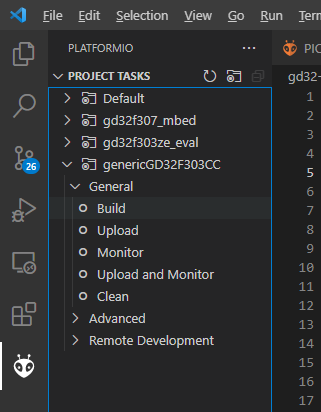 File Edit Selection View Go Run Term
PLATFORMIO ... PIO
PROJECT TASKS gd32-
Default 1
gd32f307_mbed 2
gd32f303ze_eval 3
genericGD32F303CC 4
General 5
Build 6
Upload 7
Monitor 8
Upload and Monitor 9
Clean 10
Advanced 11
Remote Development 12
13
14
15
16
17
26